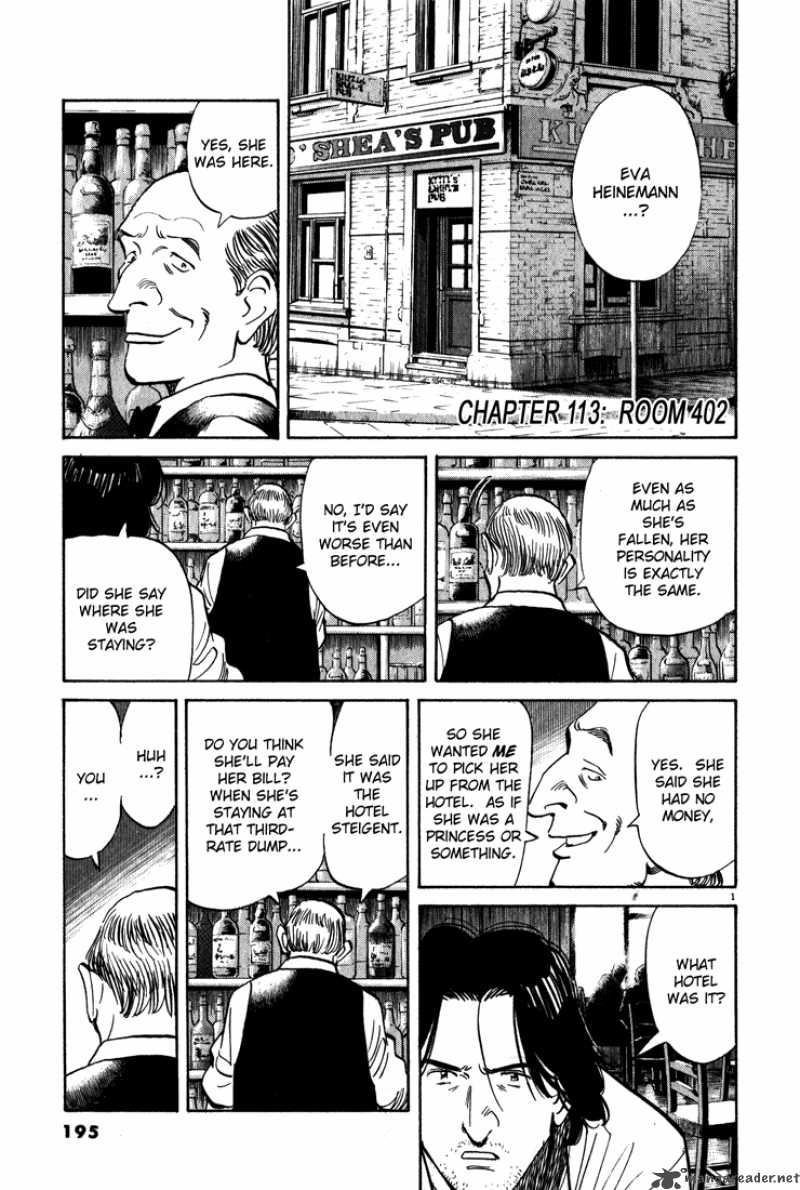 'SHEA'S PUB
EVA
HEINEMANN
...?
CHAPTER 113: ROOM 402
YES, SHE
WAS HERE.
EVEN AS
MUCH AS
SHE'S
FALLEN, HER
PERSONALITY
IS EXACTLY
THE SAME.
NO, I'D SAY
IT'S EVEN
WORSE THAN
BEFORE...
DID SHE SAY
WHERE SHE
WAS
STAYING?
YES. SHE
SAID SHE
HAD NO
MONEY,
SO SHE
WANTED ME
TO PICK HER
UP FROM THE
HOTEL. AS IF
SHE WAS A
PRINCESS OR
SOMETHING.
1
WHAT
HOTEL
WAS IT?
SHE SAID
IT WAS
THE
HOTEL
STEIGENT.
DO YOU THINK
SHE'LL PAY
HER BILL?
WHEN SHE'S
STAYING AT
THAT THIRD-
RATE DUMP...
HUH
...?
YOU
...
195
mangareader.net